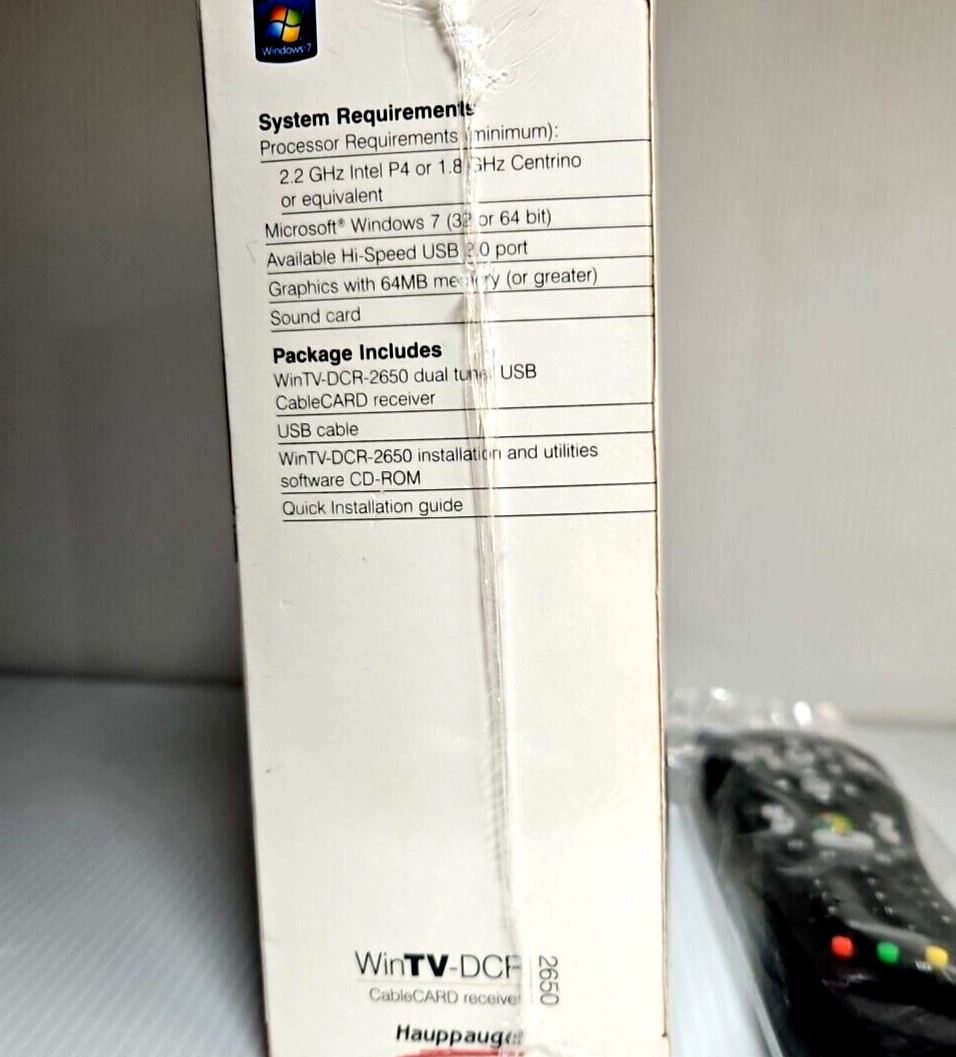 Windows 7
System Requirements
Processor Requirements (minimum):
2.2 GHz Intel P4 or 1.8 GHz Centrino
or equivalent
Microsoft® Windows 7 (32 or 64 bit)
Available Hi-Speed USB 2.0 port
Graphics with 64MB memory (or greater)
Sound card
Package Includes
WinTV-DCR-2650 dual tuner USB
CableCARD receiver
USB cable
WinTV-DCR-2650 installation and utilities
software CD-ROM
Quick Installation guide
WinTV-DCR
2650
CableCARD receiver
Hauppauge